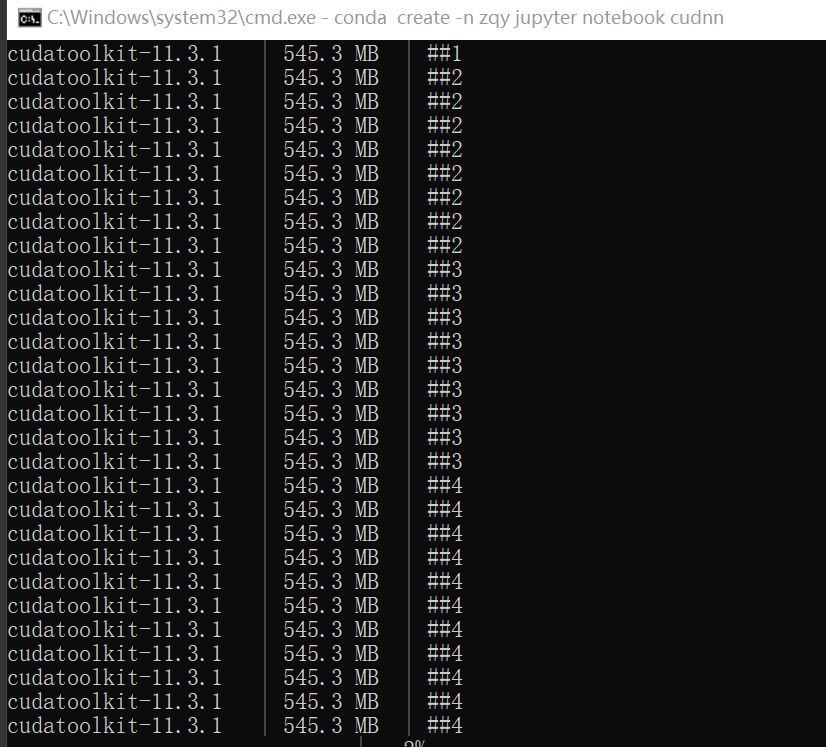 C:\Windows\system32\cmd.exe - conda  create -n zqy jupyter notebook cudnn
cudatoolkit-11.3.1 | 545.3 MB | ##1
cudatoolkit-11.3.1 | 545.3 MB | ##2
cudatoolkit-11.3.1 | 545.3 MB | ##2
cudatoolkit-11.3.1 | 545.3 MB | ##2
cudatoolkit-11.3.1 | 545.3 MB | ##2
cudatoolkit-11.3.1 | 545.3 MB | ##2
cudatoolkit-11.3.1 | 545.3 MB | ##2
cudatoolkit-11.3.1 | 545.3 MB | ##2
cudatoolkit-11.3.1 | 545.3 MB | ##2
cudatoolkit-11.3.1 | 545.3 MB | ##3
cudatoolkit-11.3.1 | 545.3 MB | ##3
cudatoolkit-11.3.1 | 545.3 MB | ##3
cudatoolkit-11.3.1 | 545.3 MB | ##3
cudatoolkit-11.3.1 | 545.3 MB | ##3
cudatoolkit-11.3.1 | 545.3 MB | ##3
cudatoolkit-11.3.1 | 545.3 MB | ##3
cudatoolkit-11.3.1 | 545.3 MB | ##3
cudatoolkit-11.3.1 | 545.3 MB | ##3
cudatoolkit-11.3.1 | 545.3 MB | ##4
cudatoolkit-11.3.1 | 545.3 MB | ##4
cudatoolkit-11.3.1 | 545.3 MB | ##4
cudatoolkit-11.3.1 | 545.3 MB | ##4
cudatoolkit-11.3.1 | 545.3 MB | ##4
cudatoolkit-11.3.1 | 545.3 MB | ##4
cudatoolkit-11.3.1 | 545.3 MB | ##4
cudatoolkit-11.3.1 | 545.3 MB | ##4
cudatoolkit-11.3.1 | 545.3 MB | ##4
cudatoolkit-11.3.1 | 545.3 MB | ##4
cudatoolkit-11.3.1 | 545.3 MB | ##4